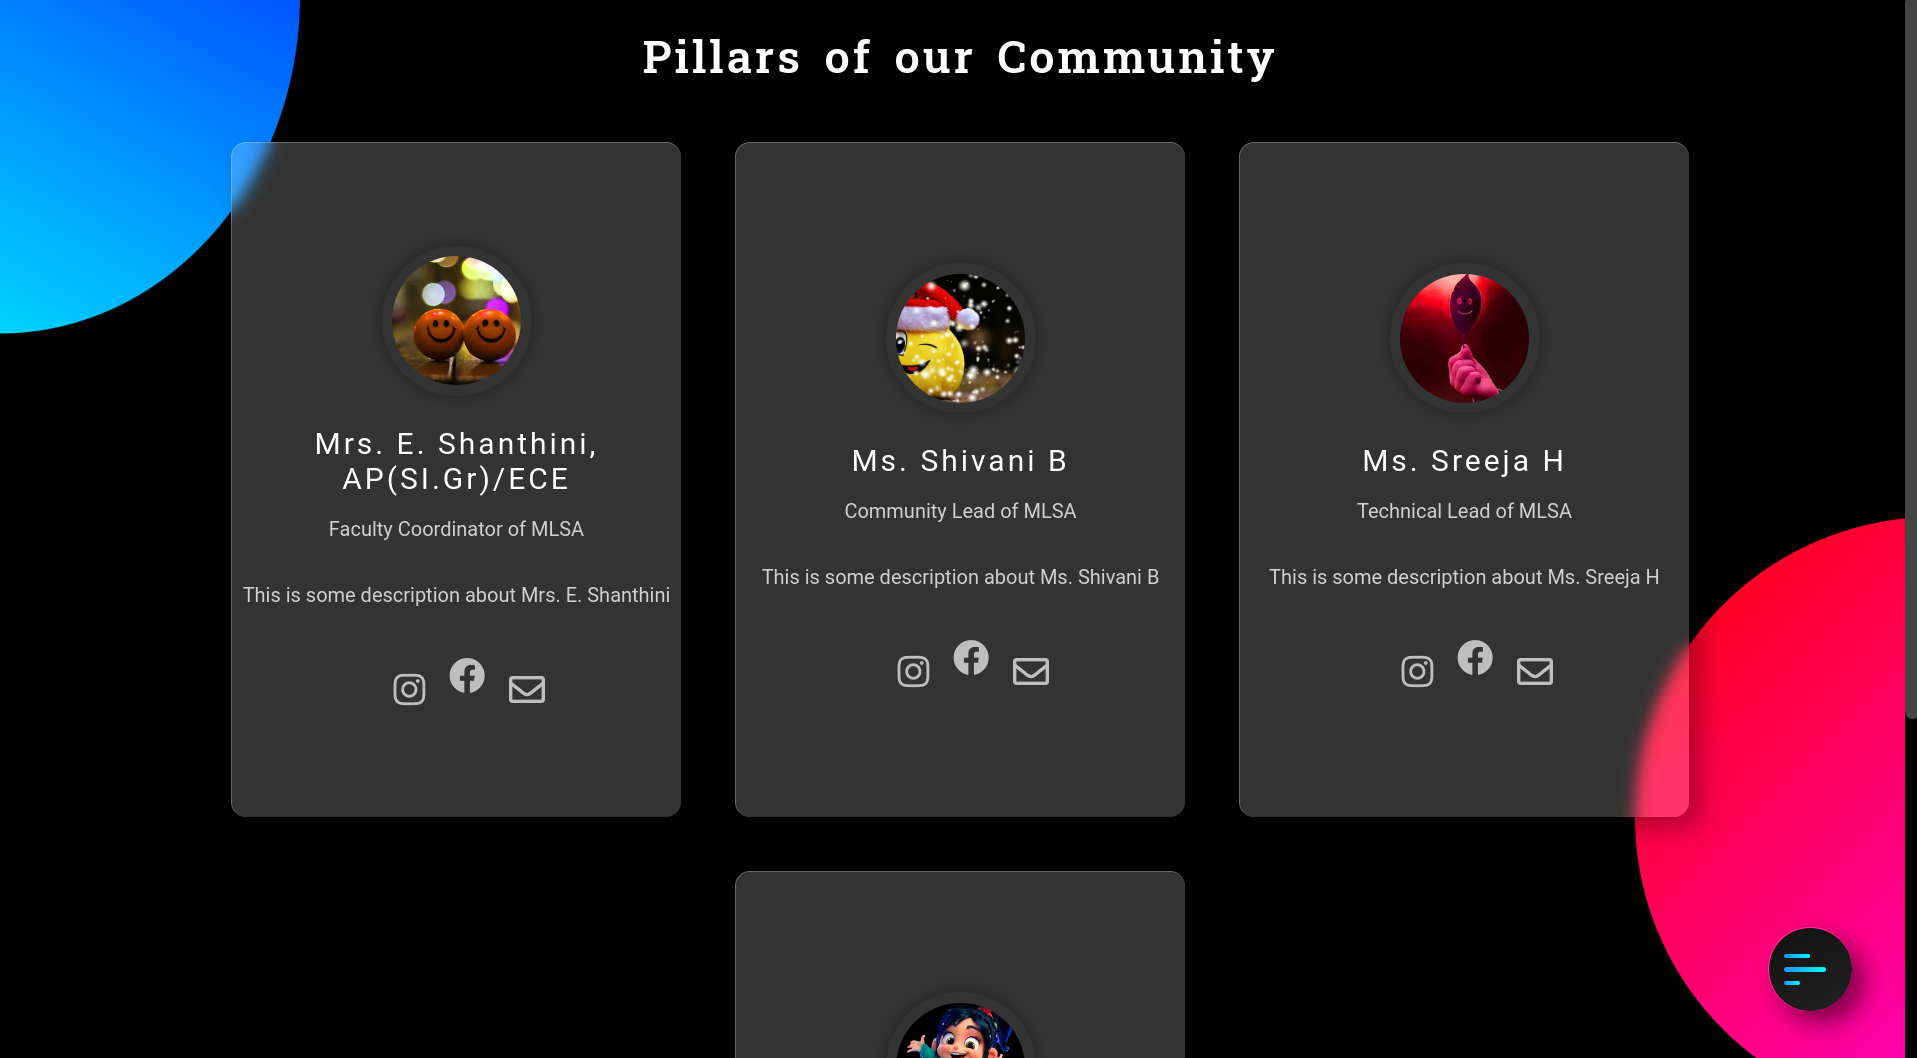 Pillars of our Community
Mrs. E. Shanthini,
AP(SI.Gr)/ECE
Faculty Coordinator of MLSA
This is some description about Mrs. E. Shanthini
Ms. Shivani B
Community Lead of MLSA
This is some description about Ms. Shivani B
Ms. Sreeja H
Technical Lead of MLSA
This is some description about Ms. Sreeja H